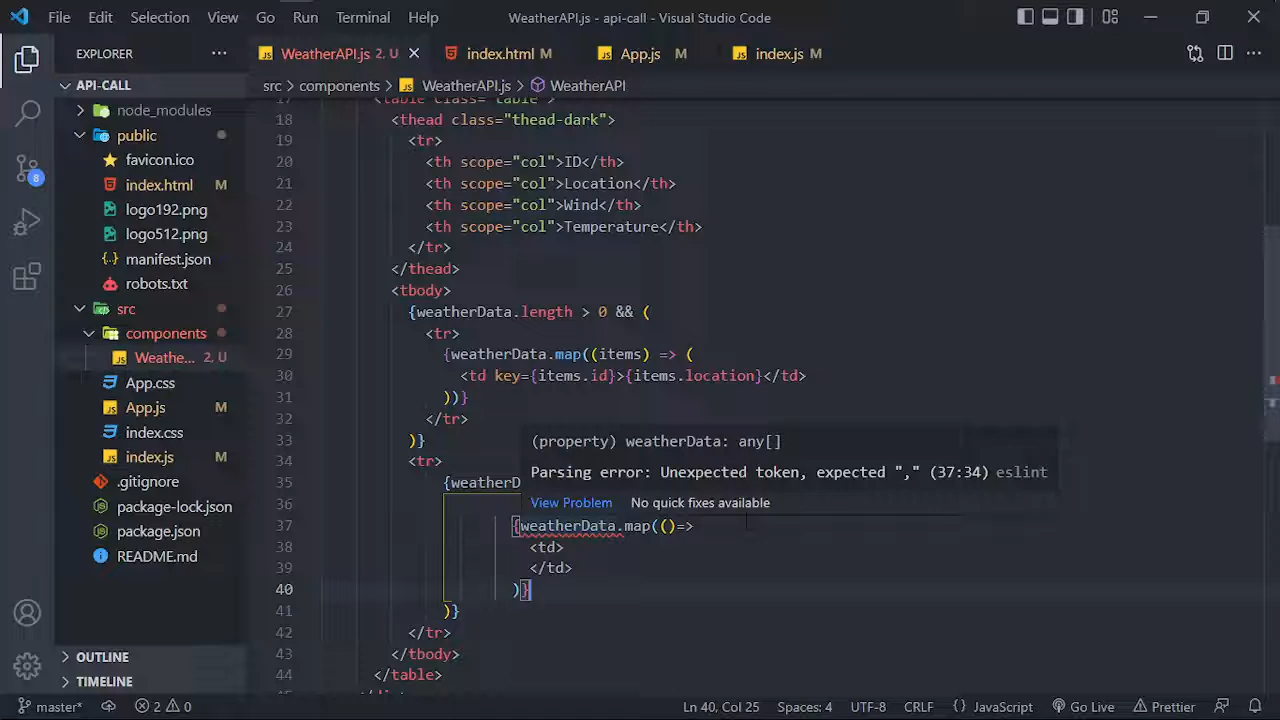 File Edit Selection View Go Run Terminal Help WeatherAPI.js - api-call - Visual Studio Code
EXPLORER
WeatherAPI.js 2, U
index.html M
App.js M
index.js M
API-CALL
src > components > WeatherAPI.js > WeatherAPI
node_modules
public
favicon.ico
index.html M
logo192.png
logo512.png
manifest.json
robots.txt
src
components
Weathe... 2, U
App.css
App.js M
index.css
index.js M
.gitignore
package-lock.json
package.json
README.md
OUTLINE
TIMELINE
17 <table class="table">
18 <thead class="thead-dark">
19 <tr>
20 <th scope="col">ID</th>
21 <th scope="col">Location</th>
22 <th scope="col">Wind</th>
23 <th scope="col">Temperature</th>
24 </tr>
25 </thead>
26 <tbody>
27 {weatherData.length > 0 && (
28 <tr>
29 {weatherData.map((items) => (
30 <td key={items.id}>{items.location}</td>
31 ))}
32 </tr>
33 )}
34 <tr>
35 {weatherD
36
37 {weatherData.map(()=>
38 <td>
39 </td>
40 )}
41 )}
42 </tr>
43 </tbody>
44 </table>
(property) weatherData: any[]
Parsing error: Unexpected token, expected "," (37:34) eslint
View Problem No quick fixes available
8
master* 2 0 Ln 40, Col 25 Spaces: 4 UTF-8 CRLF {} JavaScript Go Live Prettier